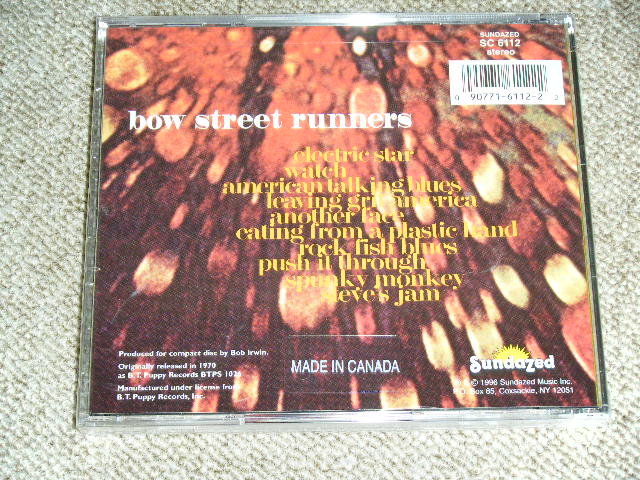 SUNDAZED
SC 6112
stereo
0 90771-6112-2 2
bow street runners
electric star
watch
american talking blues
leaving grit america
another face
eating from a plastic hand
rock fish blues
push it through
spunky monkey
steve's jam
Produced for compact disc by Bob Irwin.
Originally released in 1970
as B.T. Puppy Records BTPS
Manufactured under license from
B.T. Puppy Records, Inc.
MADE IN CANADA
Sundazed
© 1996 Sundazed Music Inc.
P.O. Box 85, Coxsackie, NY 12051